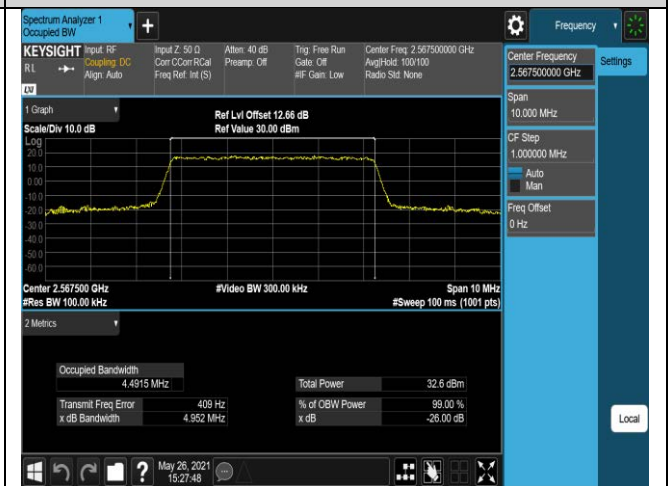 Spectrum Analyzer 1
Occupied BW
Frequency
KEYSIGHT
RL
Input: RF
Coupling: DC
Align: Auto
Input Z: 50 Ω
Corr CCorr RCal
Freq Ref: Int (S)
Atten: 40 dB
Preamp: Off
Trig: Free Run
Gate: Off
#IF Gain: Low
Center Freq: 2.567500000 GHz
Avg|Hold: 100/100
Radio Std: None
LXI
Center Frequency
2.567500000 GHz
Settings
Span
10.000 MHz
CF Step
1.000000 MHz
Auto
Man
Freq Offset
0 Hz
Local
1 Graph
Scale/Div 10.0 dB
Ref Lvl Offset 12.66 dB
Ref Value 30.00 dBm
Log
20.0
10.0
0.00
-10.0
-20.0
-30.0
-40.0
-50.0
-60.0
Center 2.567500 GHz
#Video BW 300.00 kHz
Span 10 MHz
#Res BW 100.00 kHz
#Sweep 100 ms (1001 pts)
2 Metrics
Occupied Bandwidth
4.4915 MHz
Total Power 32.6 dBm
Transmit Freq Error 409 Hz
% of OBW Power 99.00 %
x dB Bandwidth 4.952 MHz
x dB -26.00 dB
?
May 26, 2021
15:27:48